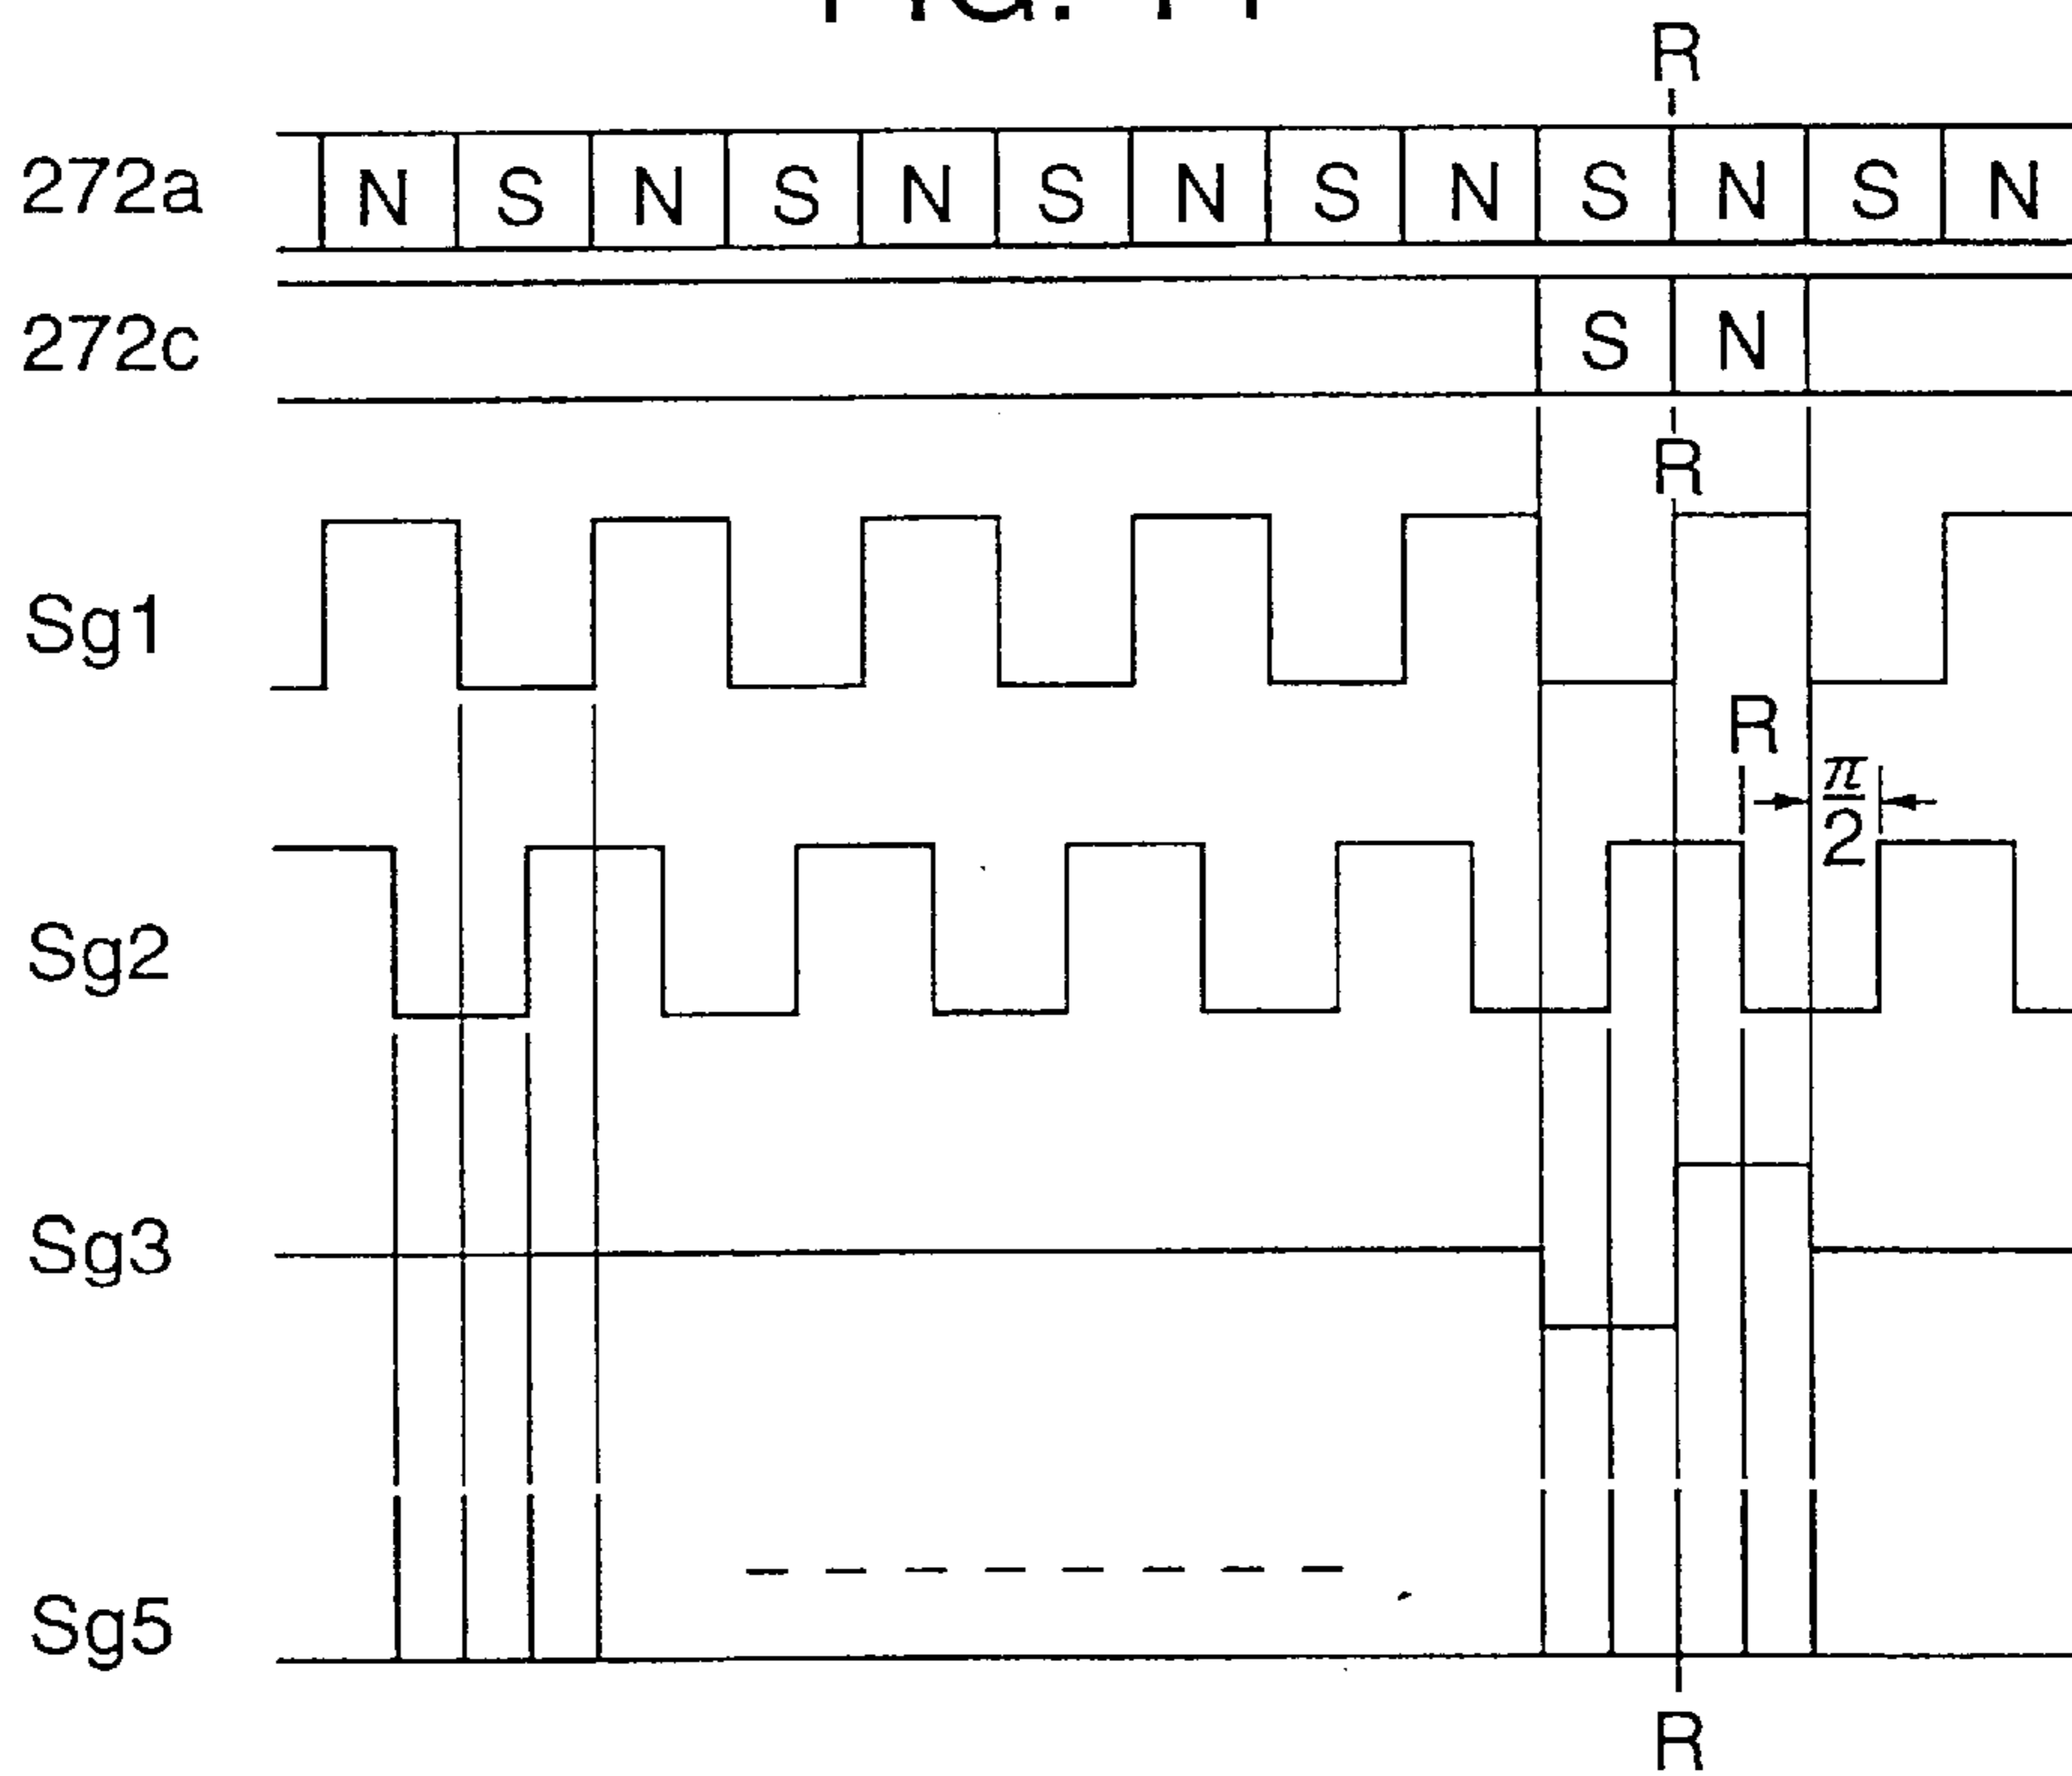 R
272a N S N S N S N S N S N S N
272c S N
R
Sg1
R
π
2
Sg2
Sg3
Sg5
R